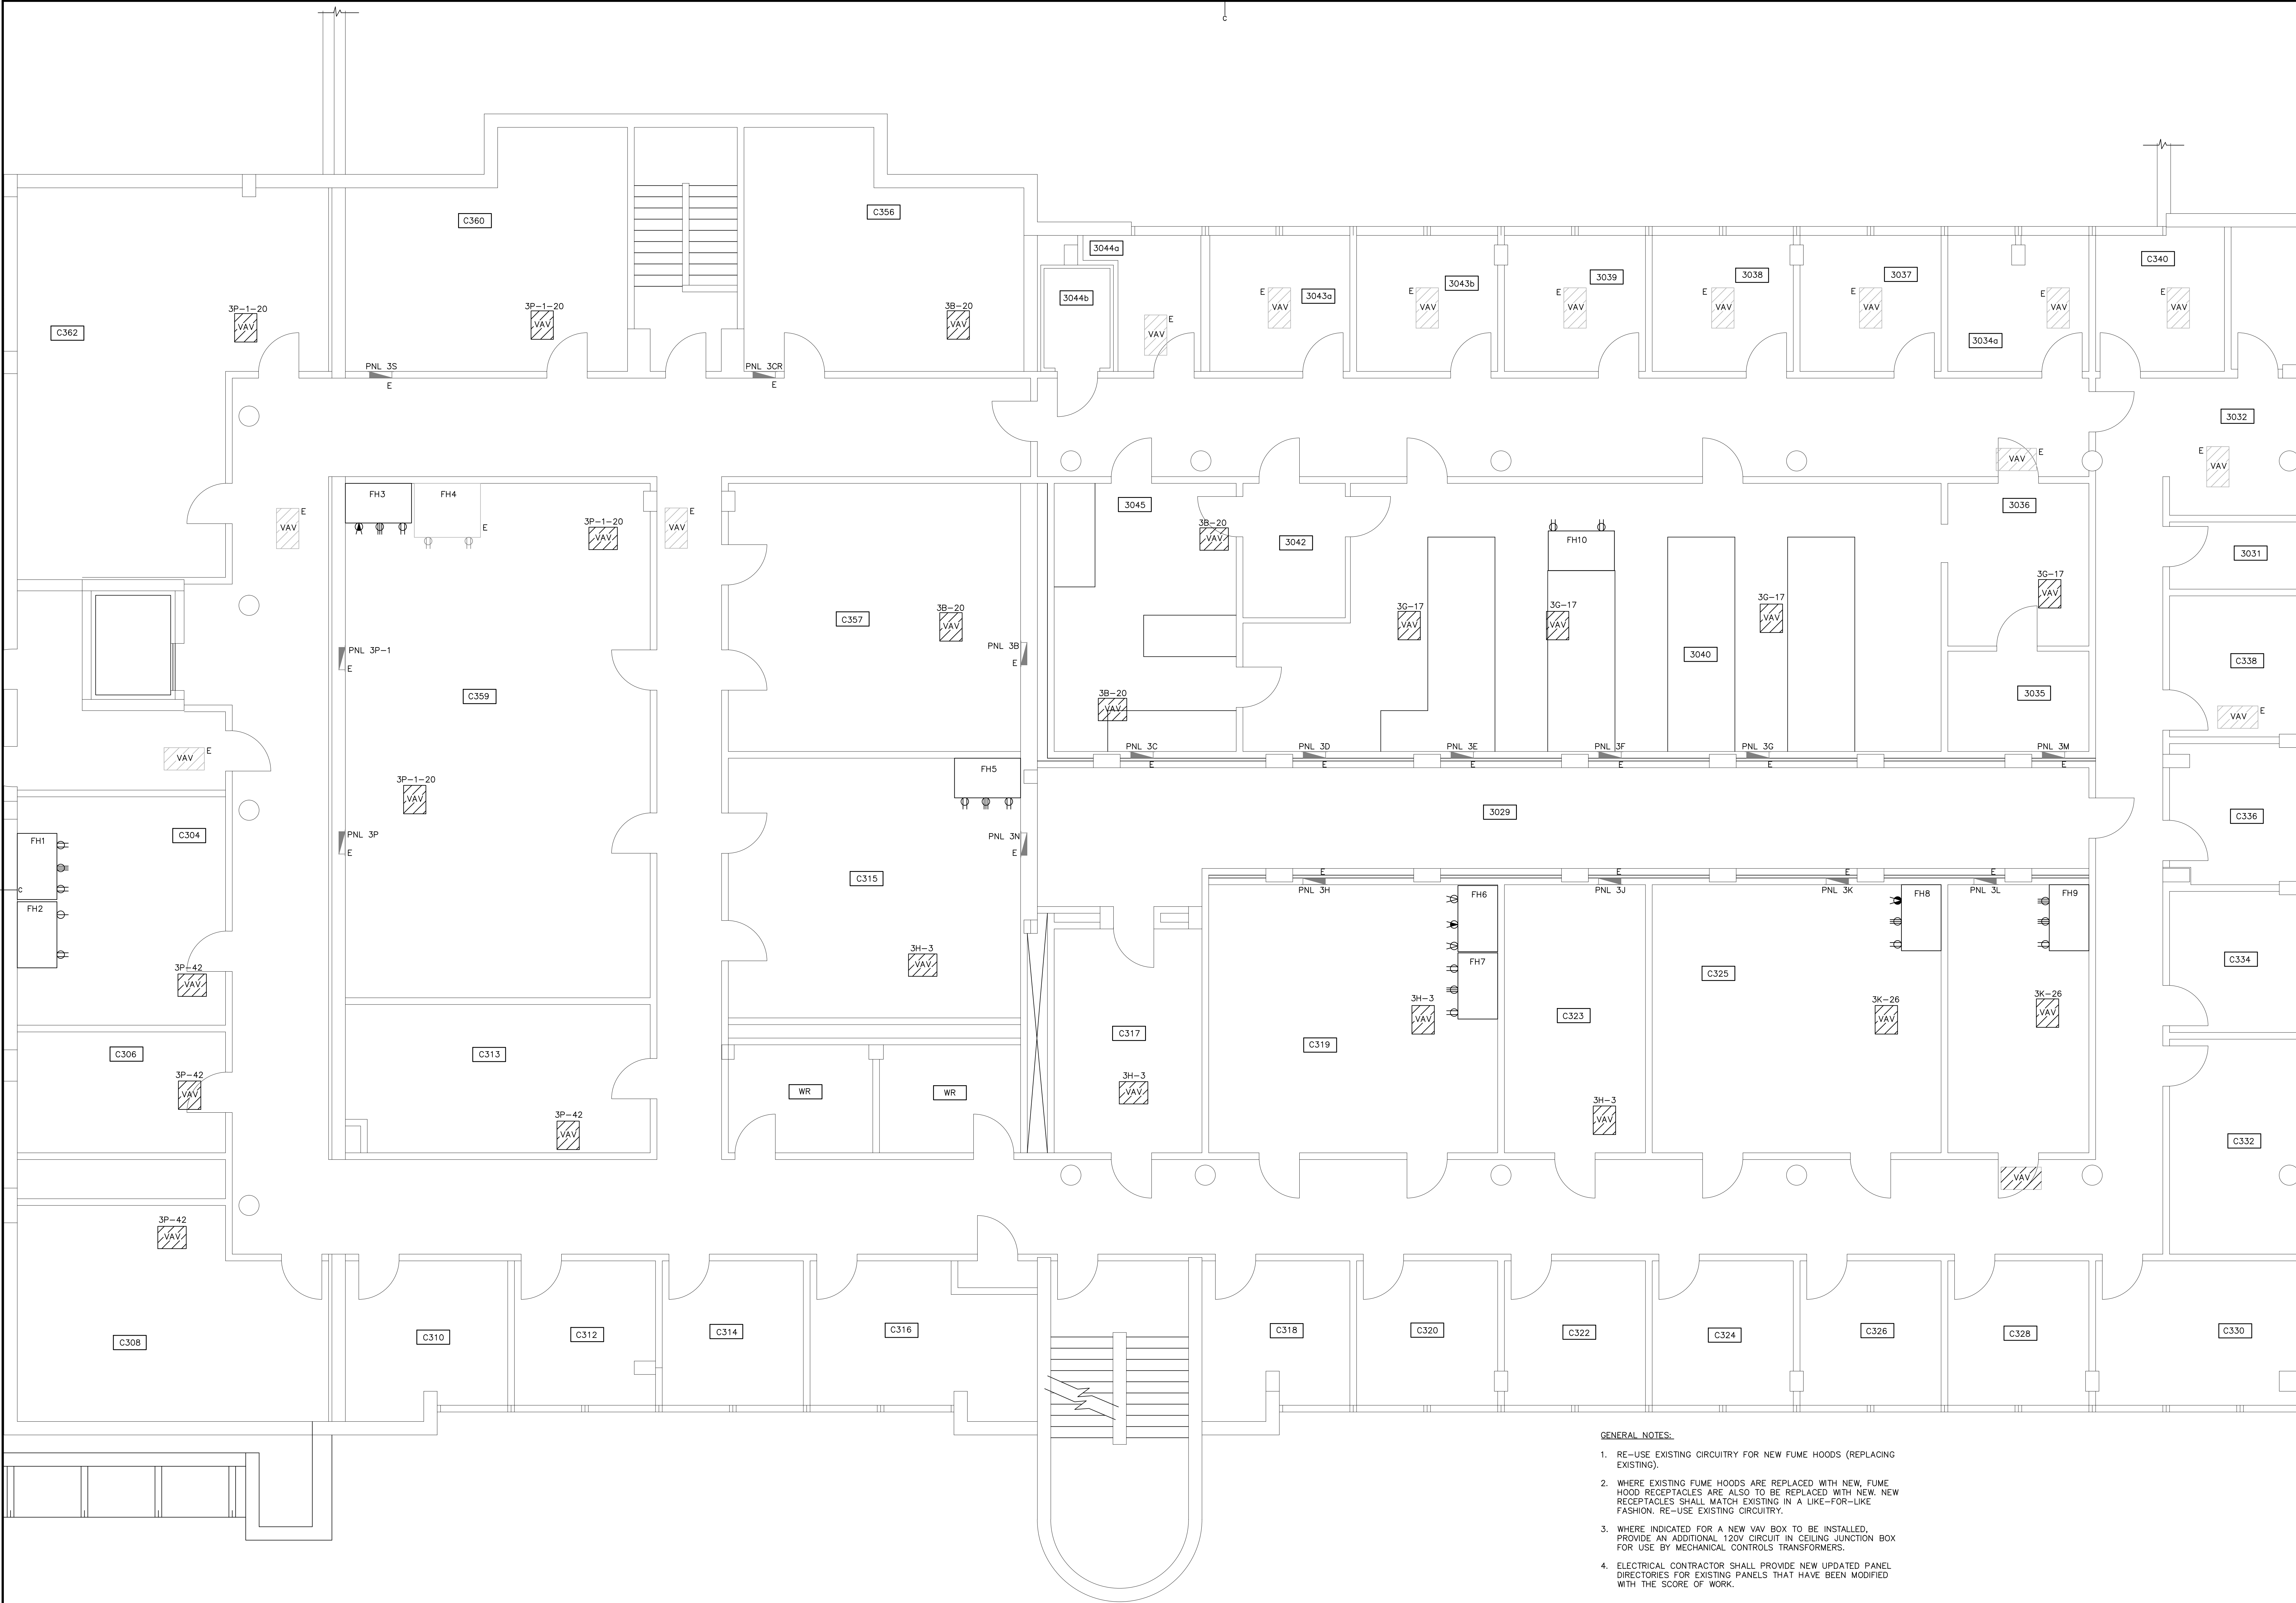 C
C360
C356
3044a
C340
3044b
3043a
3043b
3039
3038
3037
3P-1-20
VAV
3P-1-20
VAV
3B-20
VAV
VAV E
E VAV
E VAV
E VAV
E VAV
E VAV
E VAV
E VAV
C362
3034a
PNL 3S
E
PNL 3CR
E
3032
VAV E
E VAV
FH3
FH4
E
3045
3036
VAV E
VAV E
3P-1-20
VAV
3B-20
VAV
3042
FH10
3031
3G-17
VAV
3B-20
VAV
3G-17
VAV
3G-17
VAV
3G-17
VAV
C357
PNL 3P-1
E
PNL 3B
E
3040
C338
C359
3B-20
VAV
3035
VAV E
VAV E
PNL 3C
E
PNL 3D
E
PNL 3E
E
PNL 3F
E
PNL 3G
E
PNL 3M
E
FH5
3P-1-20
VAV
3029
C336
C304
FH1
PNL 3P
E
PNL 3N
E
C
FH2
C315
E
PNL 3H
E
PNL 3J
E
PNL 3K
E
PNL 3L
FH6
FH8
FH9
3H-3
VAV
FH7
C325
C334
3P-42
VAV
3H-3
VAV
C323
3K-26
VAV
3K-26
VAV
C317
C319
C306
C313
3P-42
VAV
WR
WR
3H-3
VAV
3H-3
VAV
3P-42
VAV
C332
VAV
3P-42
VAV
C308
C310
C312
C314
C316
C318
C320
C322
C324
C326
C328
C330
GENERAL NOTES:
1. RE-USE EXISTING CIRCUITRY FOR NEW FUME HOODS (REPLACING
EXISTING).
2. WHERE EXISTING FUME HOODS ARE REPLACED WITH NEW, FUME
HOOD RECEPTACLES ARE ALSO TO BE REPLACED WITH NEW. NEW
RECEPTACLES SHALL MATCH EXISTING IN A LIKE-FOR-LIKE
FASHION. RE-USE EXISTING CIRCUITRY.
3. WHERE INDICATED FOR A NEW VAV BOX TO BE INSTALLED,
PROVIDE AN ADDITIONAL 120V CIRCUIT IN CEILING JUNCTION BOX
FOR USE BY MECHANICAL CONTROLS TRANSFORMERS.
4. ELECTRICAL CONTRACTOR SHALL PROVIDE NEW UPDATED PANEL
DIRECTORIES FOR EXISTING PANELS THAT HAVE BEEN MODIFIED
WITH THE SCORE OF WORK.